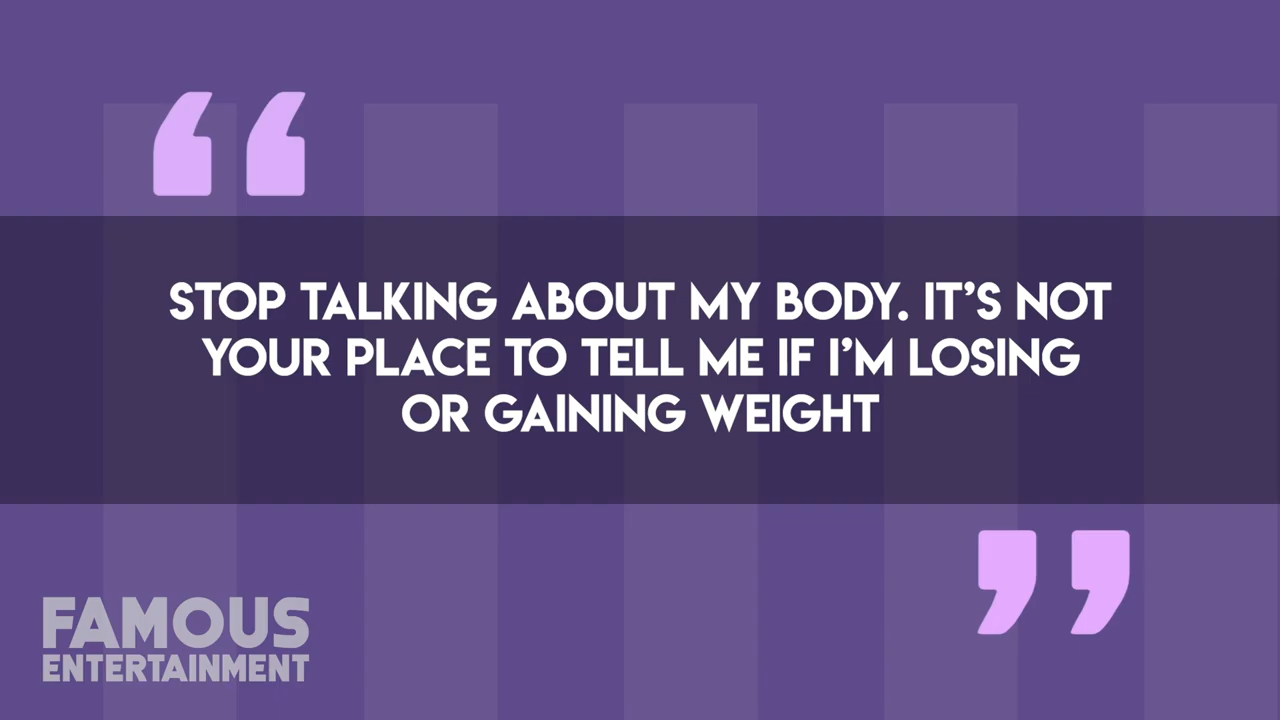 STOP TALKING ABOUT MY BODY. IT'S NOT
YOUR PLACE TO TELL ME IF I'M LOSING
OR GAINING WEIGHT
FAMOUS
ENTERTAINMENT